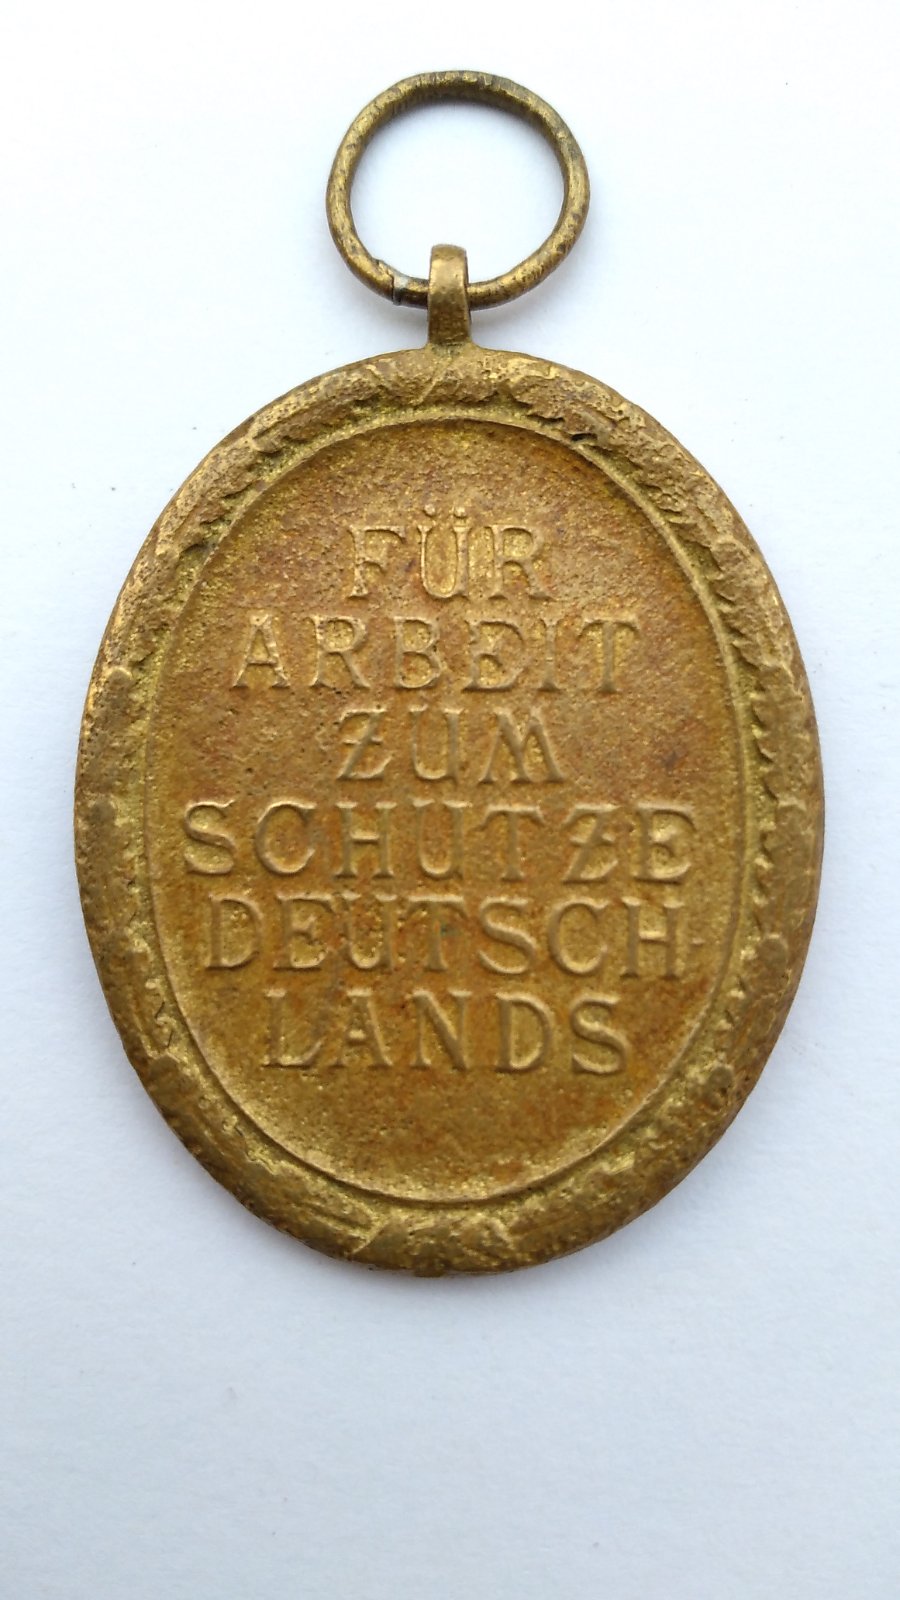 FÜR
ARBEIT
ZUM
SCHUTZE
DEUTSCH-
LANDS